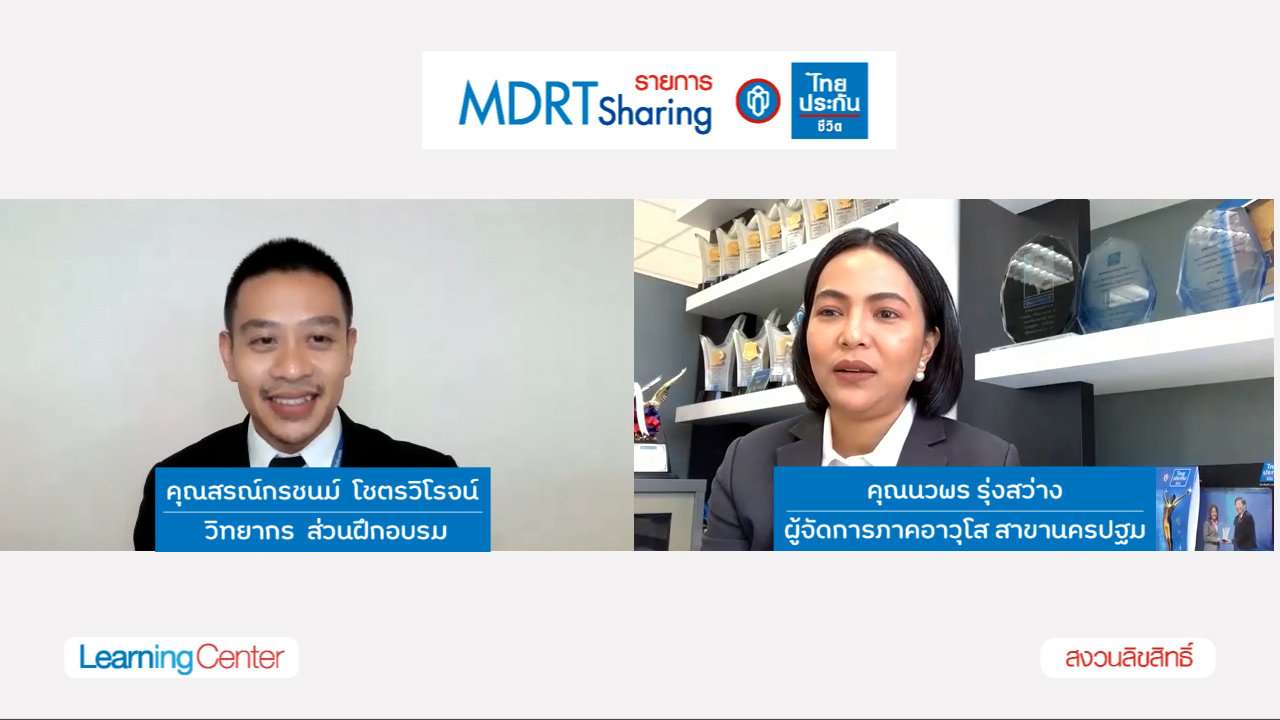 รายการ
MDRT Sharing
ไทย
ประกัน
ชีวิต
คุณสรณ์กรชนม์ โชตรวิโรจน์
วิทยากร ส่วนฝึกอบรม
คุณนวพร รุ่งสว่าง
ผู้จัดการภาคอาวุโส สาขานครปฐม
Learning Center
สงวนลิขสิทธิ์